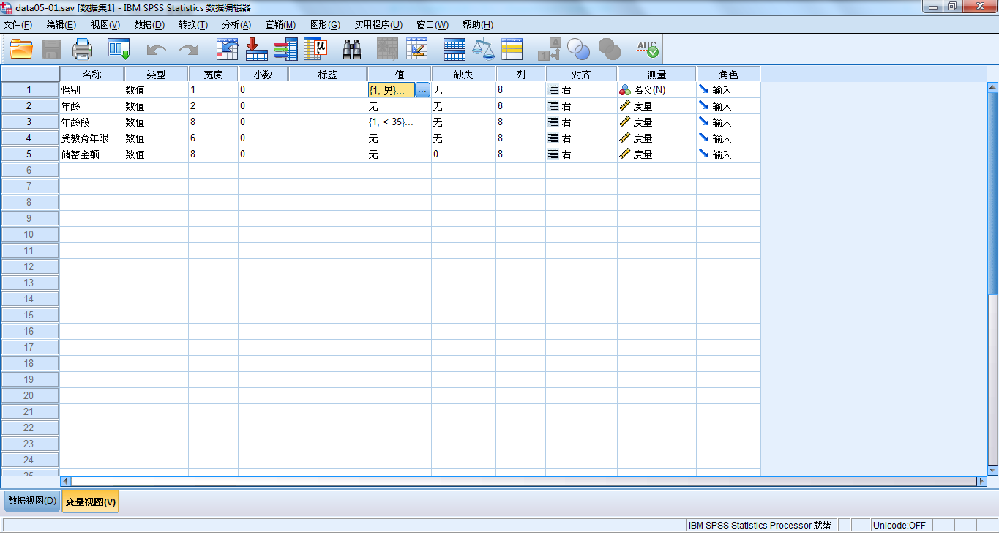 data05-01.sav [数据集1] - IBM SPSS Statistics 数据编辑器
文件(F) 编辑(E) 视图(V) 数据(D) 转换(T) 分析(A) 直销(M) 图形(G) 实用程序(U) 窗口(W) 帮助(H)
μ A 1 ABC
名称 类型 宽度 小数 标签 值 缺失 列 对齐 测量 角色
1 性别 数值 1 0 {1, 男}... ... 无 8 右 名义(N) 输入
2 年龄 数值 2 0 无 无 8 右 度量 输入
3 年龄段 数值 8 0 {1, < 35}... 无 8 右 度量 输入
4 受教育年限 数值 6 0 无 无 8 右 度量 输入
5 储蓄金额 数值 8 0 无 0 8 右 度量 输入
6
7
8
9
10
11
12
13
14
15
16
17
18
19
20
21
22
23
24
25
数据视图(D) 变量视图(V)
IBM SPSS Statistics Processor 就绪 Unicode:OFF